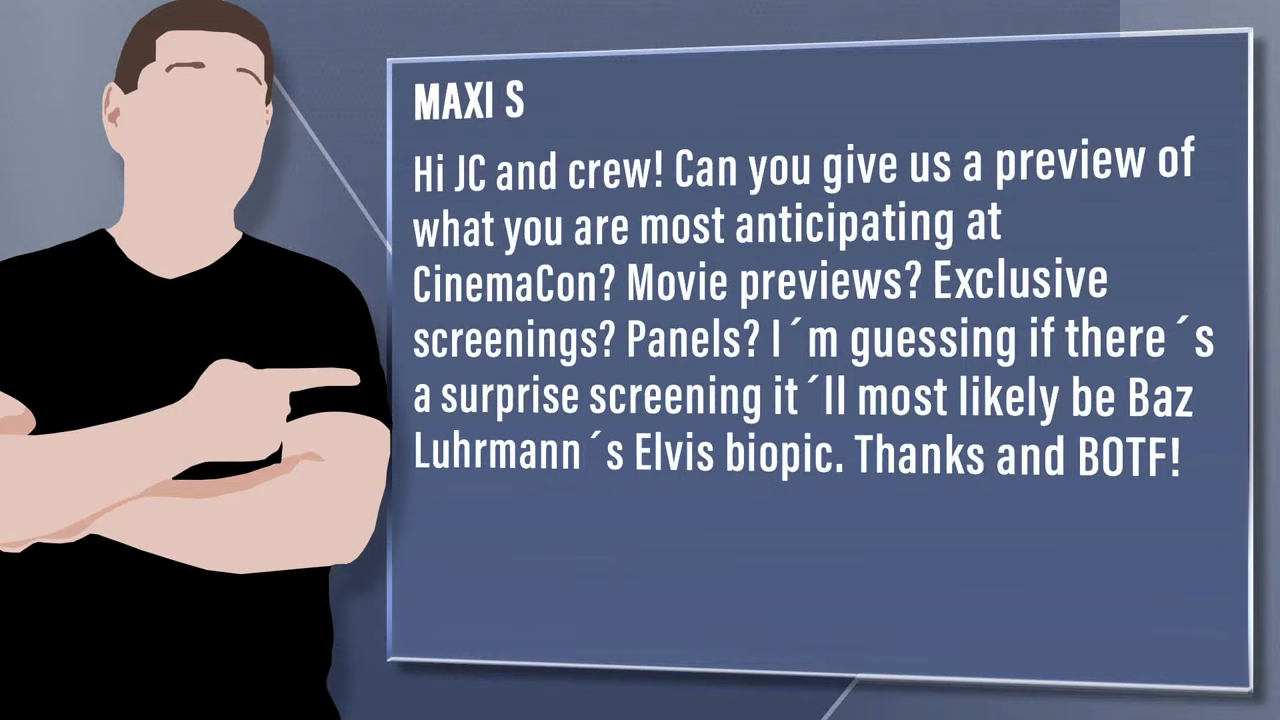 MAXI S
Hi JC and crew! Can you give us a preview of
what you are most anticipating at
CinemaCon? Movie previews? Exclusive
screenings? Panels? I´m guessing if there´s
a surprise screening it´ll most likely be Baz
Luhrmann´s Elvis biopic. Thanks and BOTF!